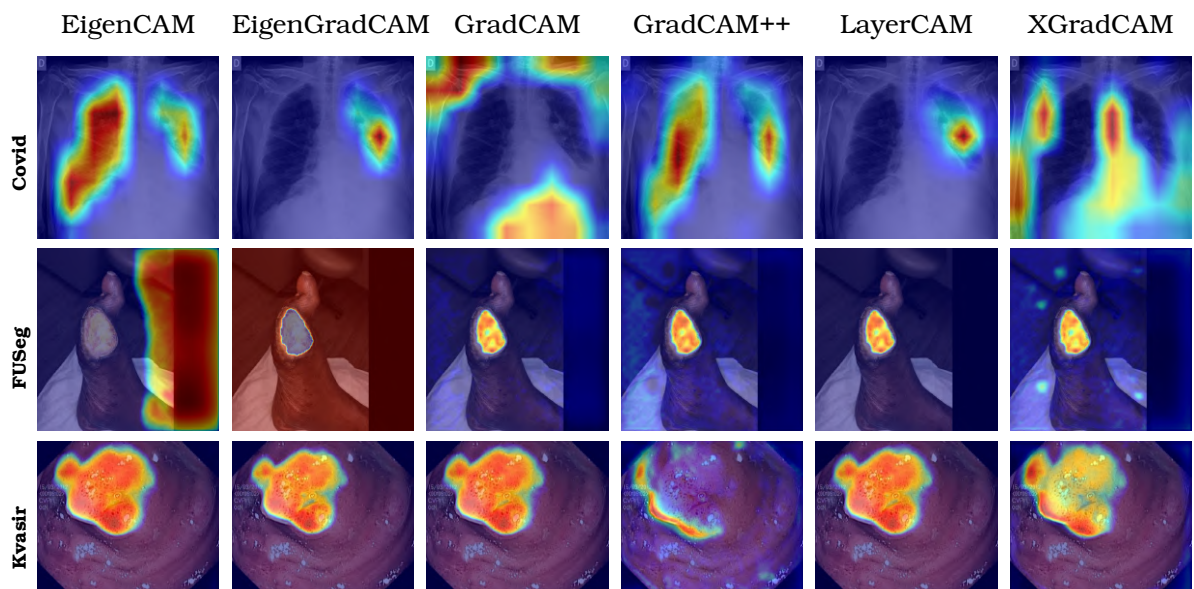 EigenCAM EigenGradCAM GradCAM GradCAM++ LayerCAM XGradCAM
Covid
D D D D D D
FUSeg
Kvasir